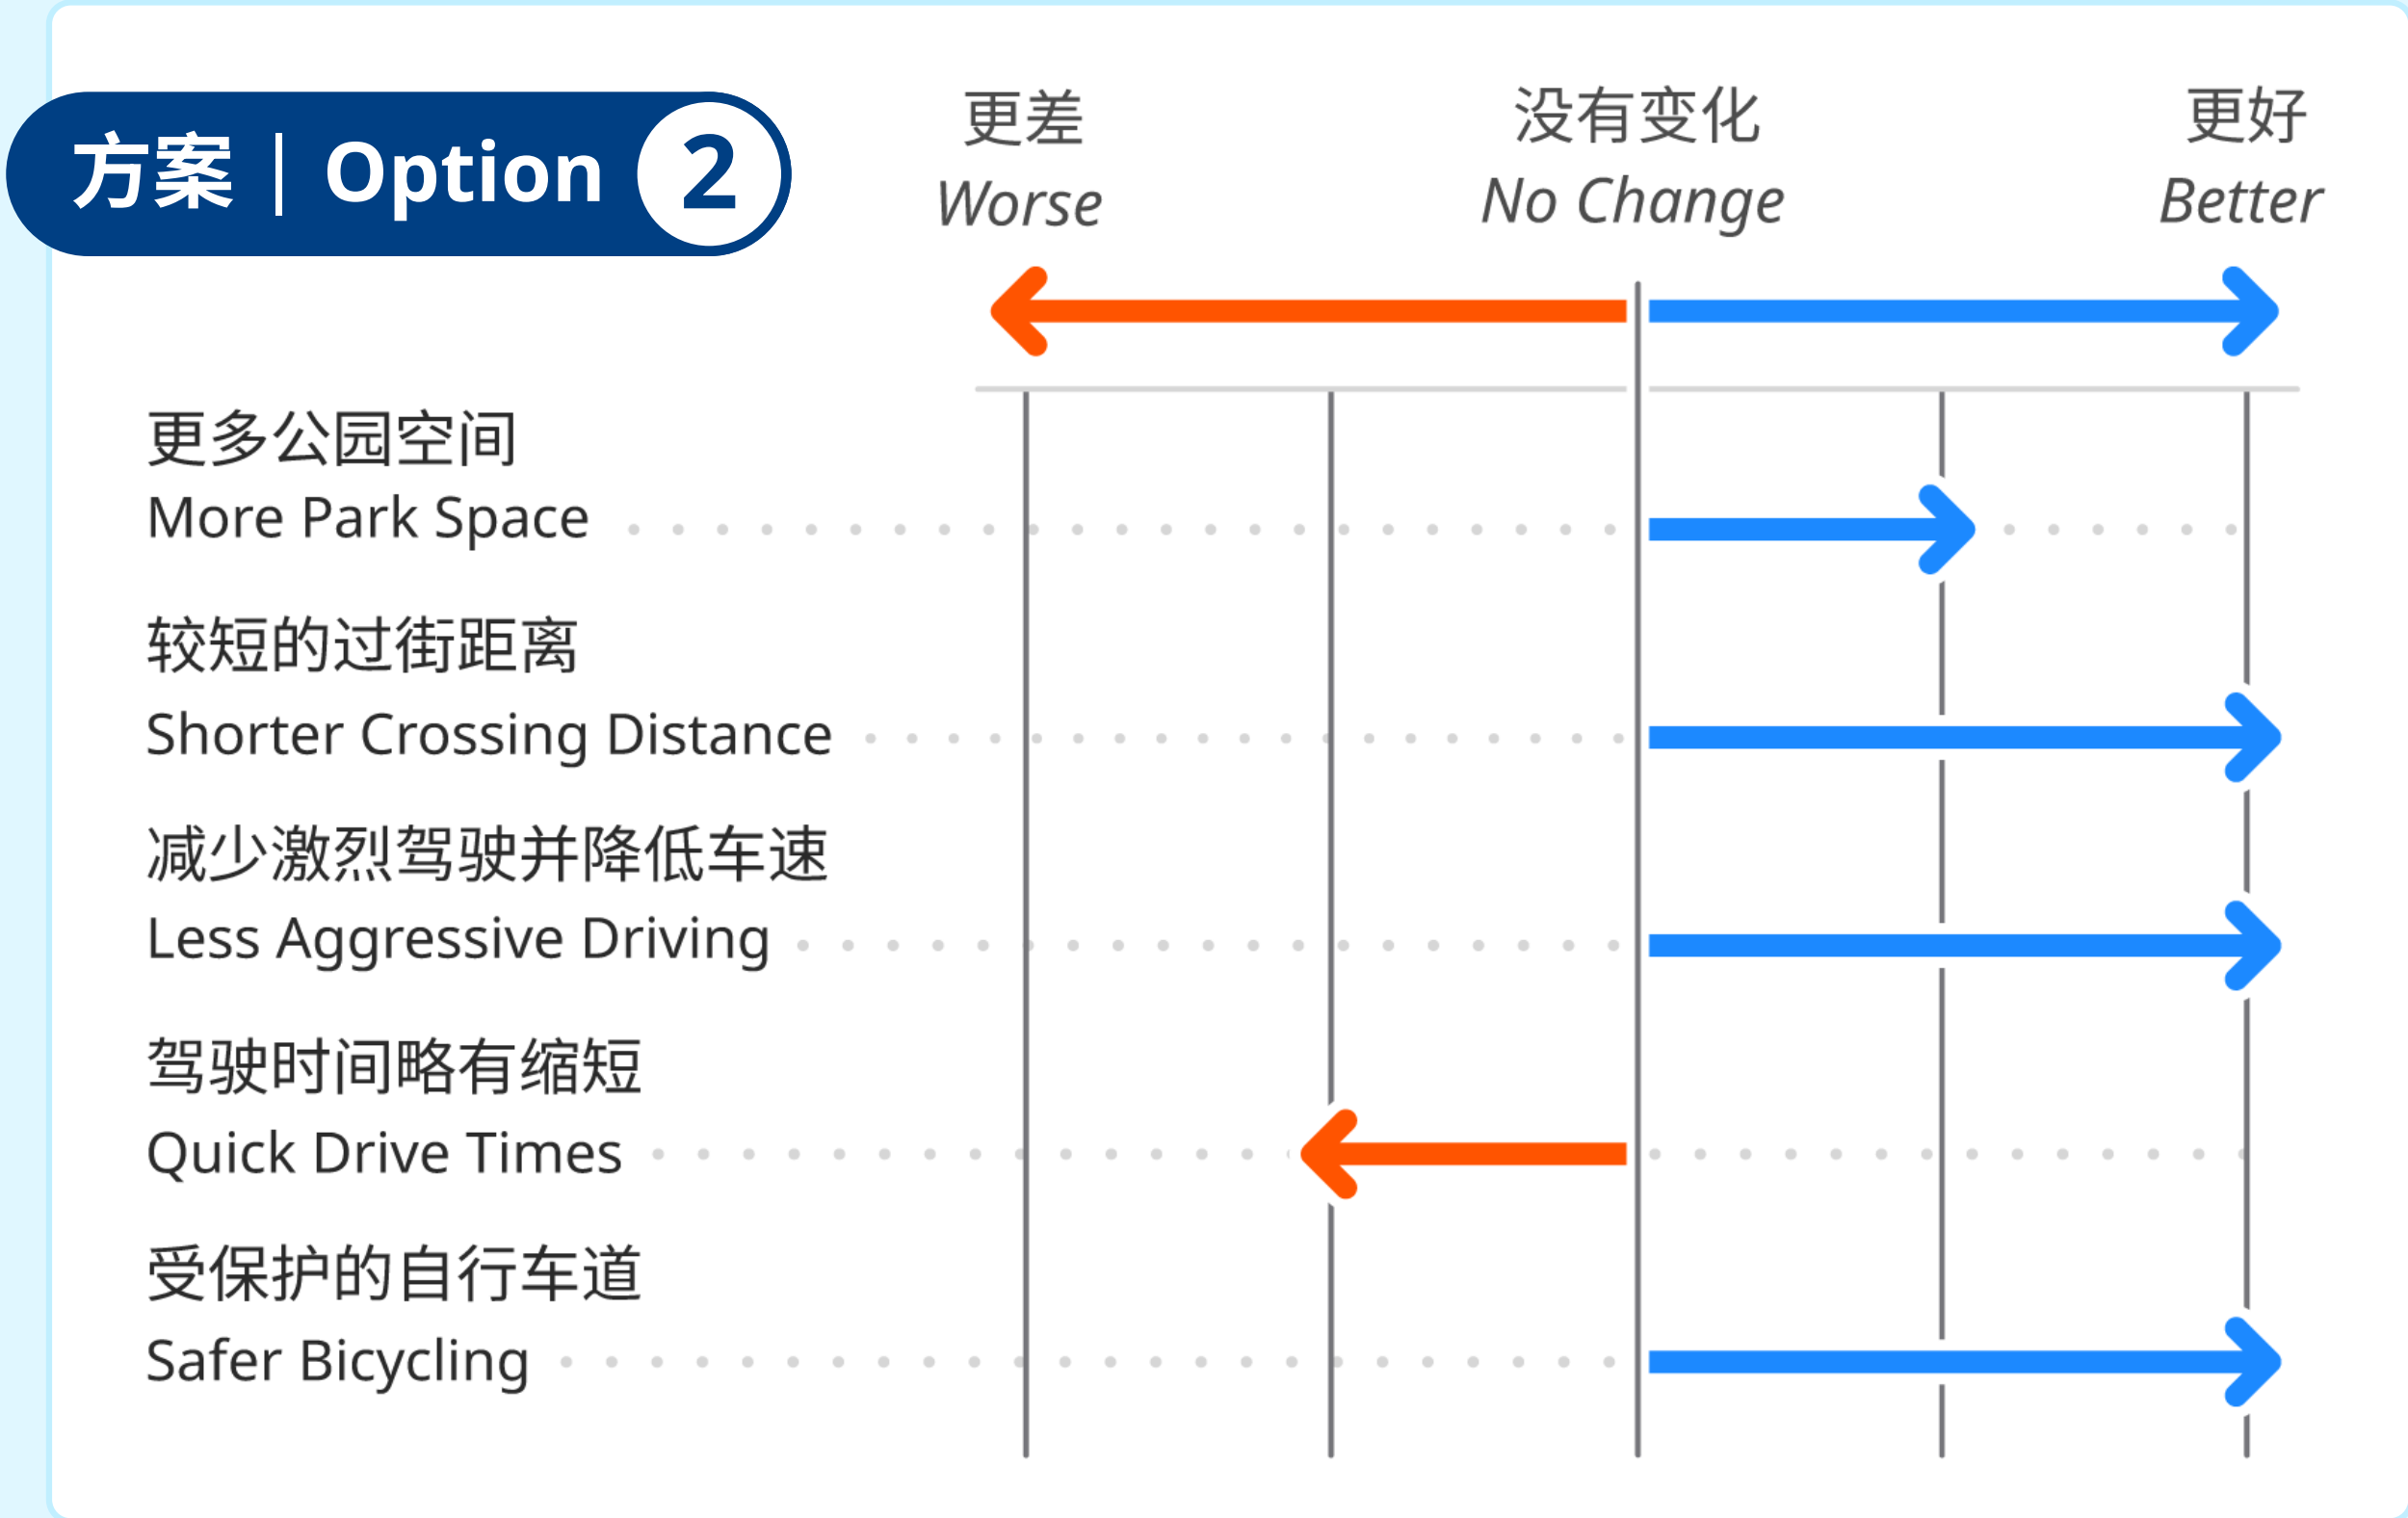 方案 | Option 2
更差 没有变化 更好
Worse No Change Better
更多公园空间
More Park Space
较短的过街距离
Shorter Crossing Distance
减少激烈驾驶并降低车速
Less Aggressive Driving
驾驶时间略有缩短
Quick Drive Times
受保护的自行车道
Safer Bicycling